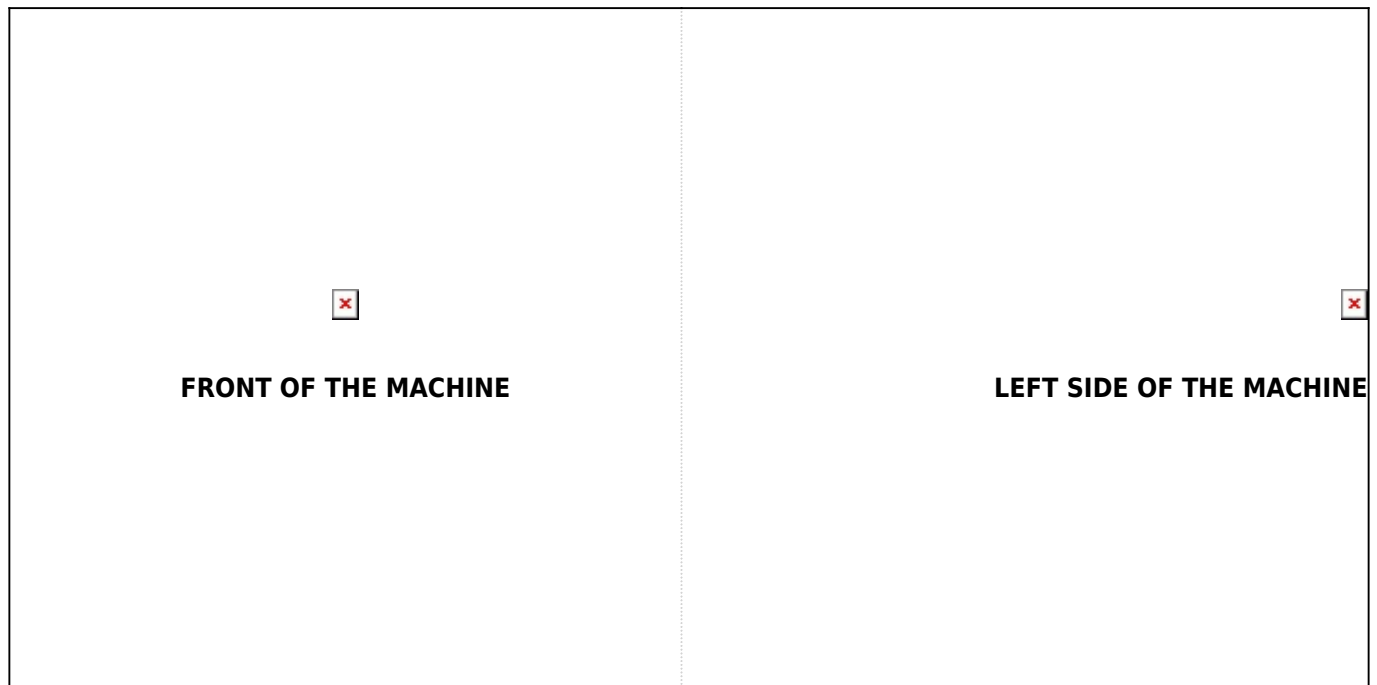 FRONT OF THE MACHINE
LEFT SIDE OF THE MACHINE